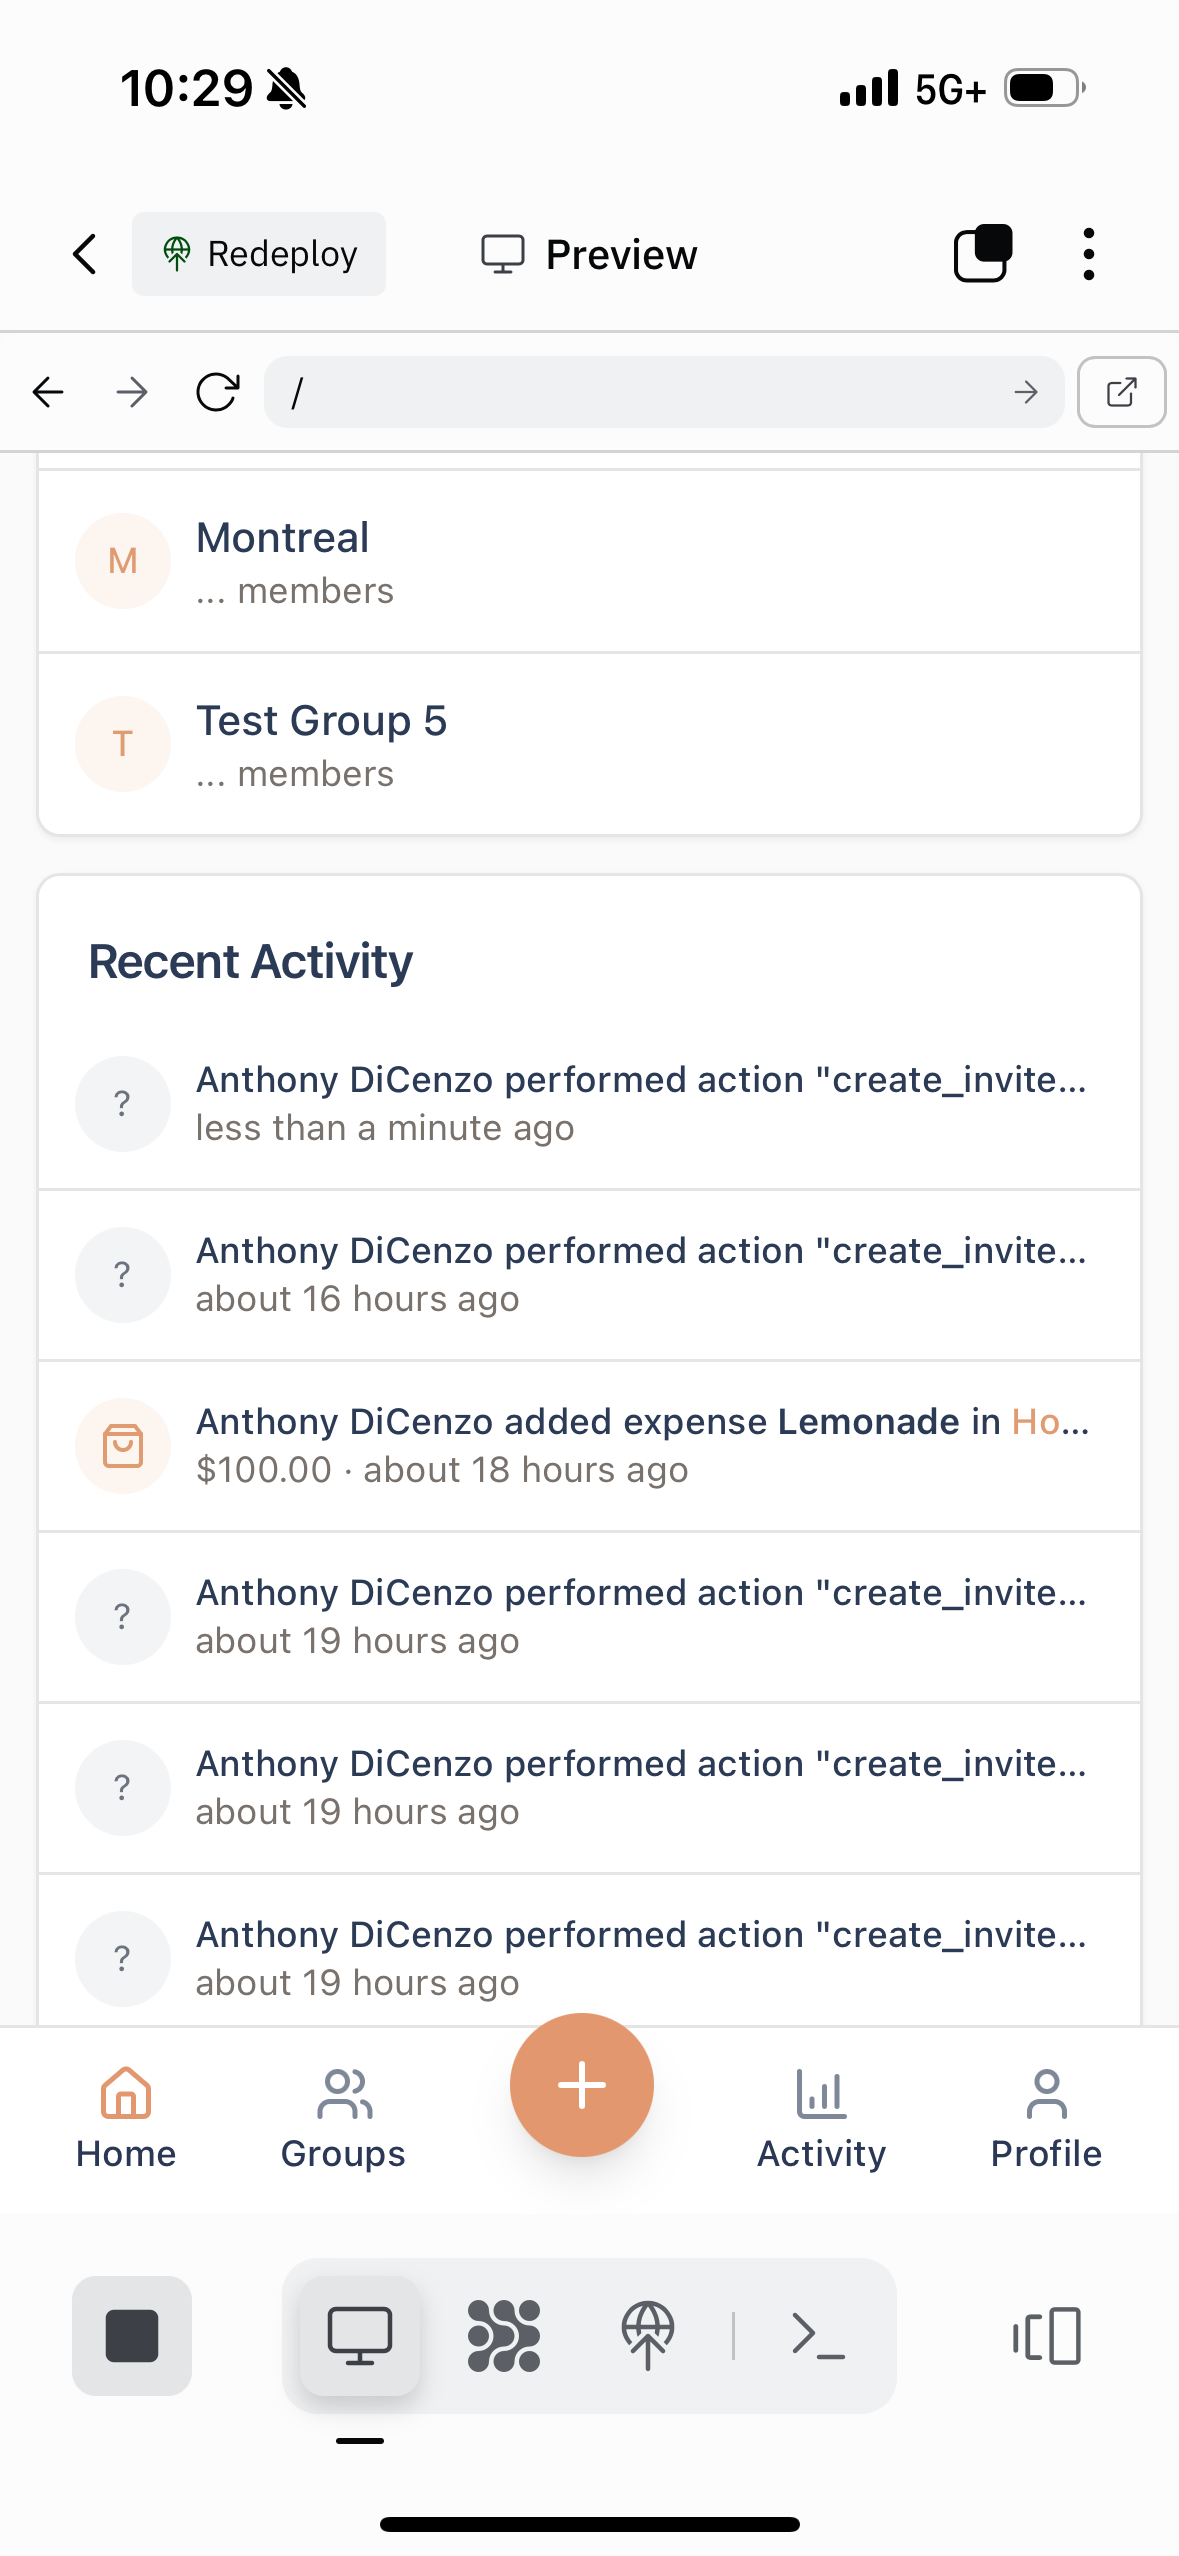 10:29
5G+
Redeploy
Preview
/
M
Montreal
... members
T
Test Group 5
... members
Recent Activity
?
Anthony DiCenzo performed action "create_invite...
less than a minute ago
?
Anthony DiCenzo performed action "create_invite...
about 16 hours ago
Anthony DiCenzo added expense Lemonade in Ho...
$100.00 · about 18 hours ago
?
Anthony DiCenzo performed action "create_invite...
about 19 hours ago
?
Anthony DiCenzo performed action "create_invite...
about 19 hours ago
?
Anthony DiCenzo performed action "create_invite...
about 19 hours ago
Home
Groups
Activity
Profile